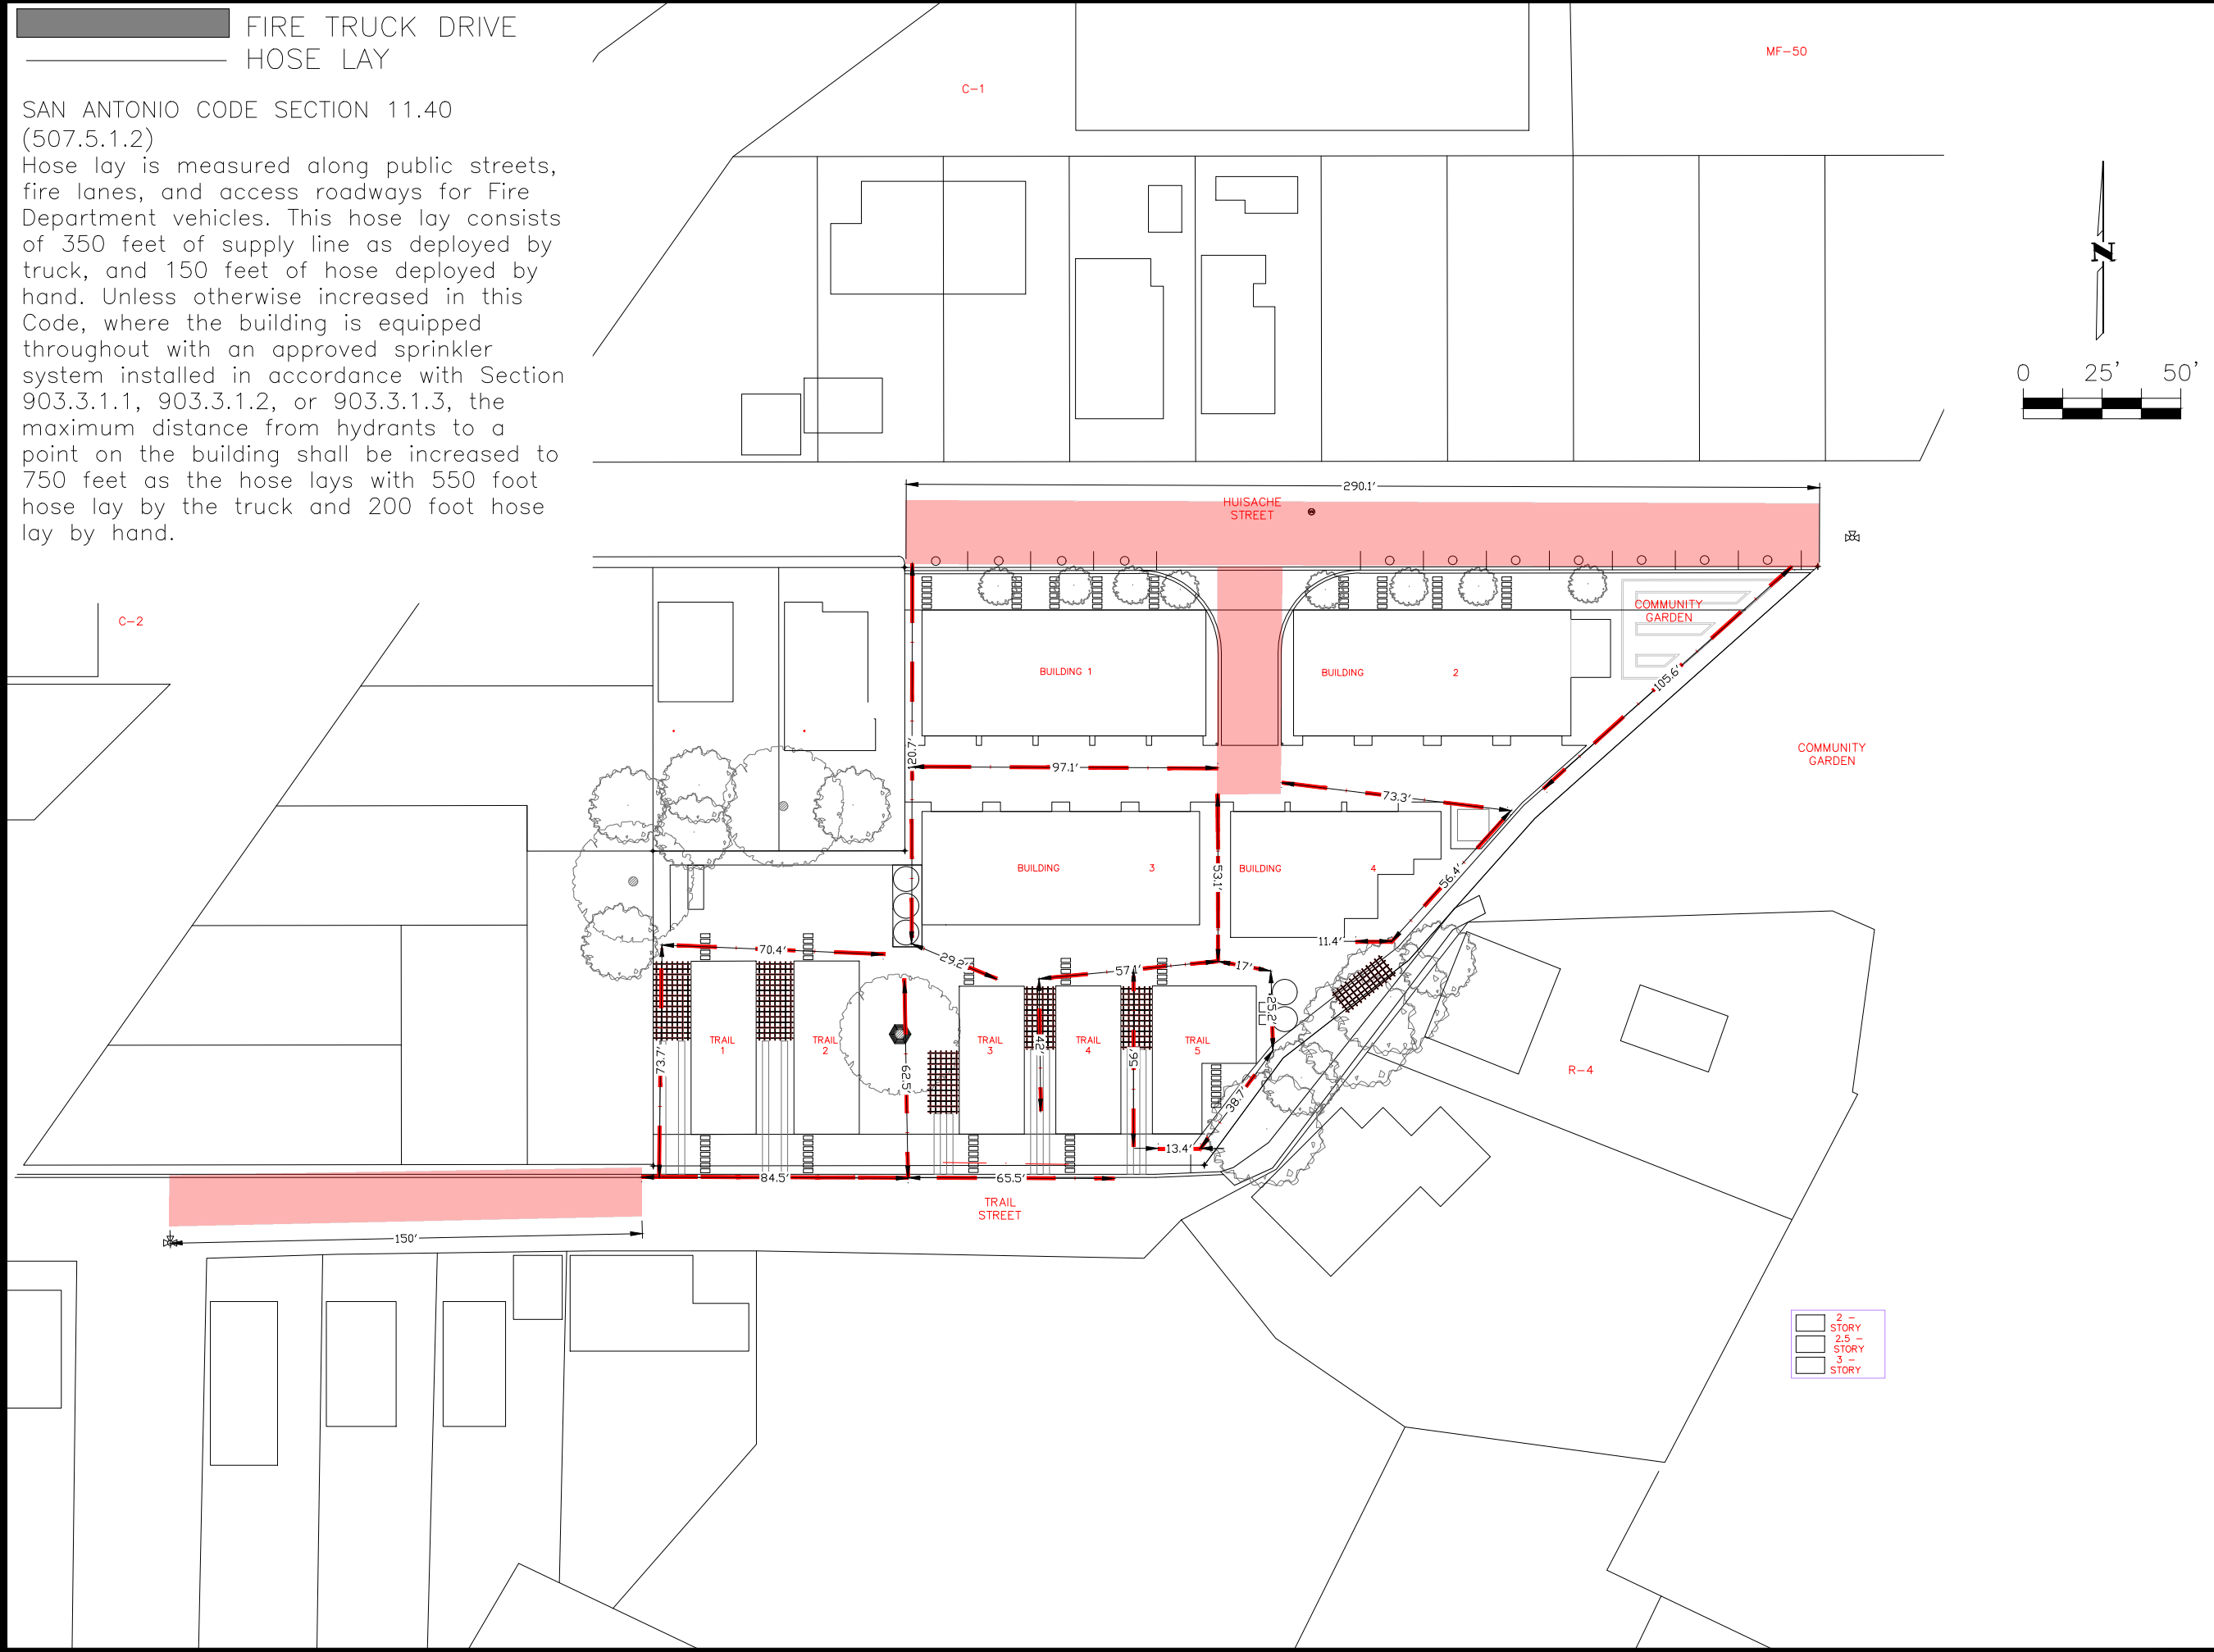 FIRE TRUCK DRIVE
HOSE LAY
SAN ANTONIO CODE SECTION 11.40
(507.5.1.2)
Hose lay is measured along public streets,
fire lanes, and access roadways for Fire
Department vehicles. This hose lay consists
of 350 feet of supply line as deployed by
truck, and 150 feet of hose deployed by
hand. Unless otherwise increased in this
Code, where the building is equipped
throughout with an approved sprinkler
system installed in accordance with Section
903.3.1.1, 903.3.1.2, or 903.3.1.3, the
maximum distance from hydrants to a
point on the building shall be increased to
750 feet as the hose lays with 550 foot
hose lay by the truck and 200 foot hose
lay by hand.
MF-50
C-1
N
0 25' 50'
290.1'
HUISACHE
STREET
C-2
COMMUNITY
GARDEN
BUILDING 1
BUILDING 2
105.6'
COMMUNITY
GARDEN
120.7'
97.1'
73.3'
BUILDING 3
BUILDING 4
53.1'
56.4'
11.4'
70.4'
29.2'
57.1'
17'
25.2'
TRAIL
1
TRAIL
2
TRAIL
3
TRAIL
4
TRAIL
5
42'
56'
73.7'
62.5'
38.7'
R-4
13.4'
84.5'
65.5'
TRAIL
STREET
150'
2 -
STORY
2.5 -
STORY
3 -
STORY